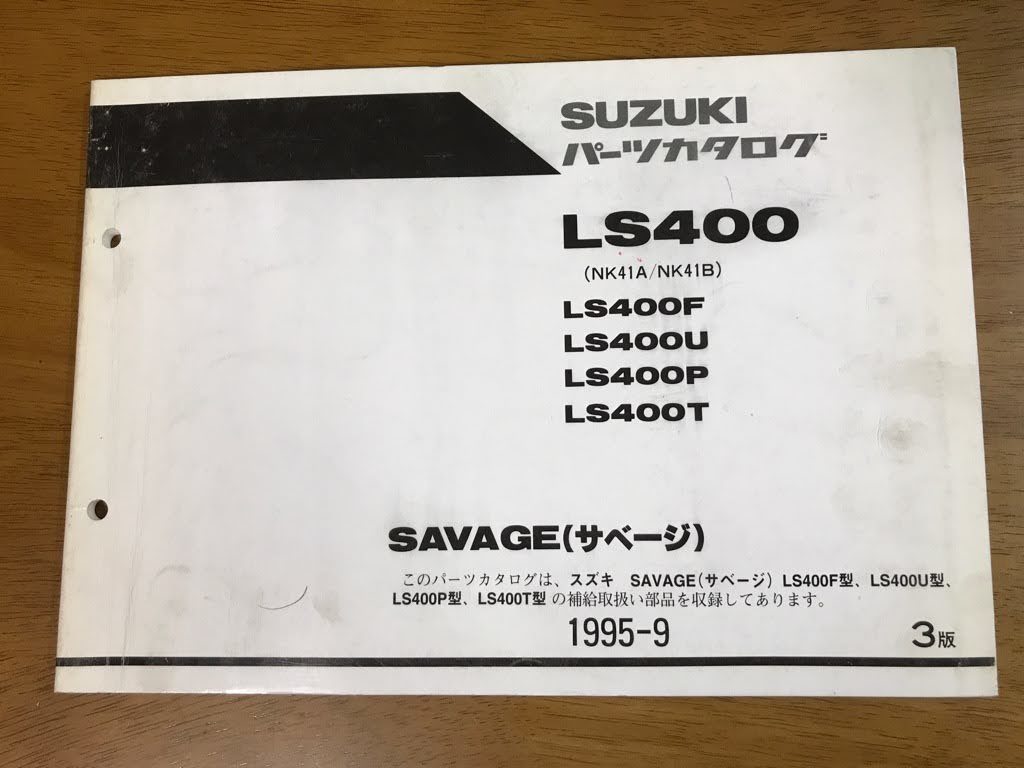 SUZUKI
パーツカタログ
LS400
(NK41A/NK41B)
LS400F
LS400U
LS400P
LS400T
SAVAGE(サベージ)
このパーツカタログは、スズキ SAVAGE(サベージ) LS400F型、LS400U型、
LS400P型、LS400T型 の補給取扱い部品を収録してあります。
1995-9
3版